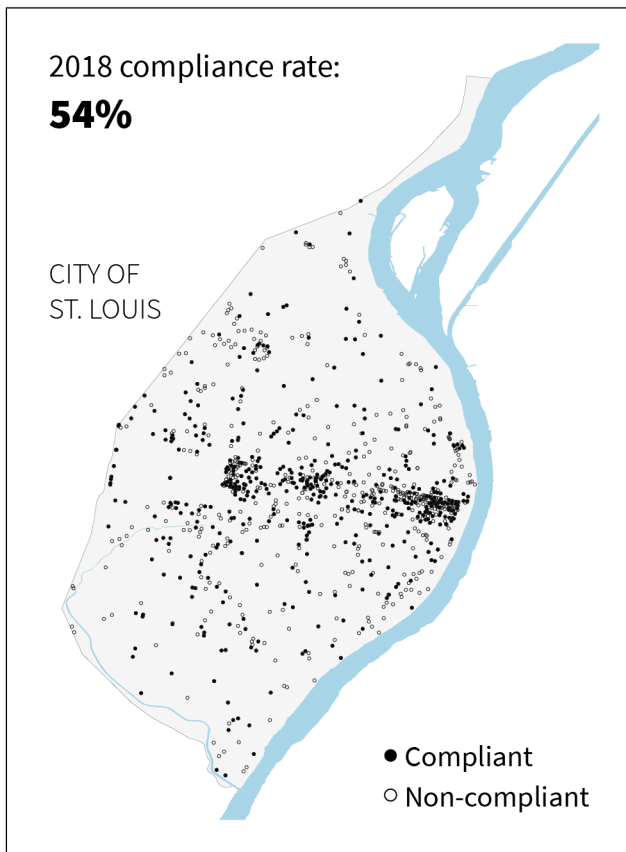 2018 compliance rate:
54%
CITY OF
ST. LOUIS
Compliant
Non-compliant